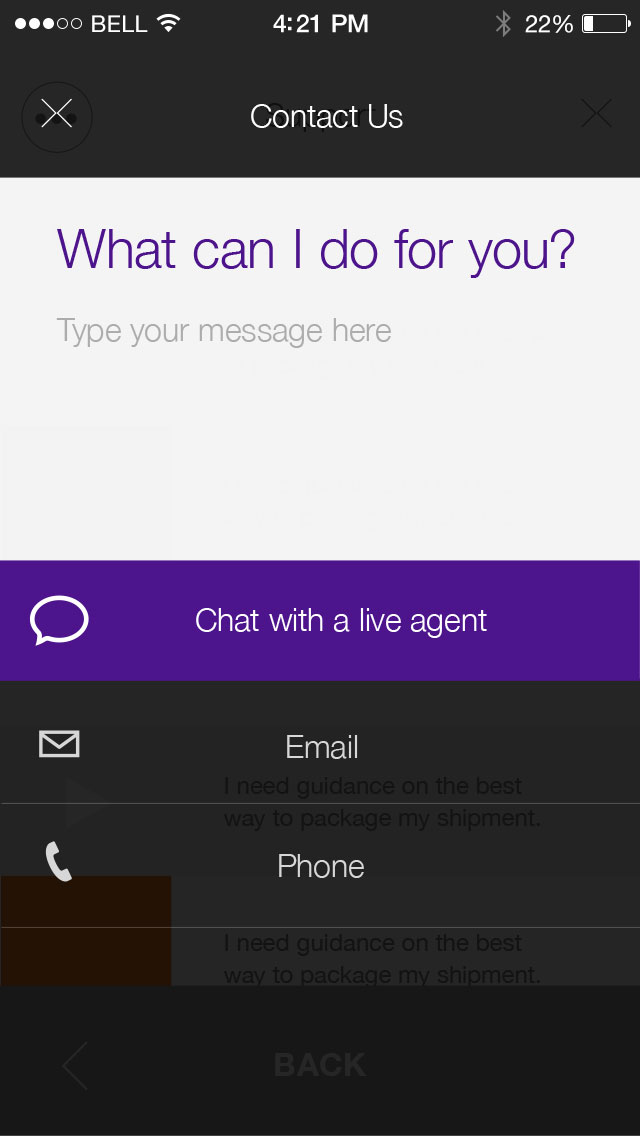 BELL 4:21 PM 22%
Support
Contact Us
What can I do for you?
Type your message here
Chat with a live agent
Email
I need guidance on the best
way to package my shipment.
Phone
I need guidance on the best
way to package my shipment.
BACK